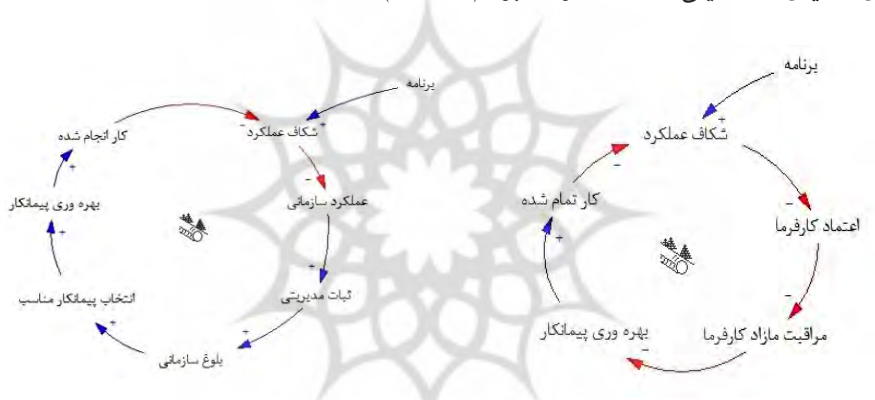 برنامه
شکاف عملکرد
عملکرد سازمانی
ثبات مدیریتی
بلوغ سازمانی
انتخاب پیمانکار مناسب
بهره وری پیمانکار
کار انجام شده
برنامه
شکاف عملکرد
اعتماد کارفرما
مراقبت مازاد کارفرما
بهره وری پیمانکار
کار تمام شده